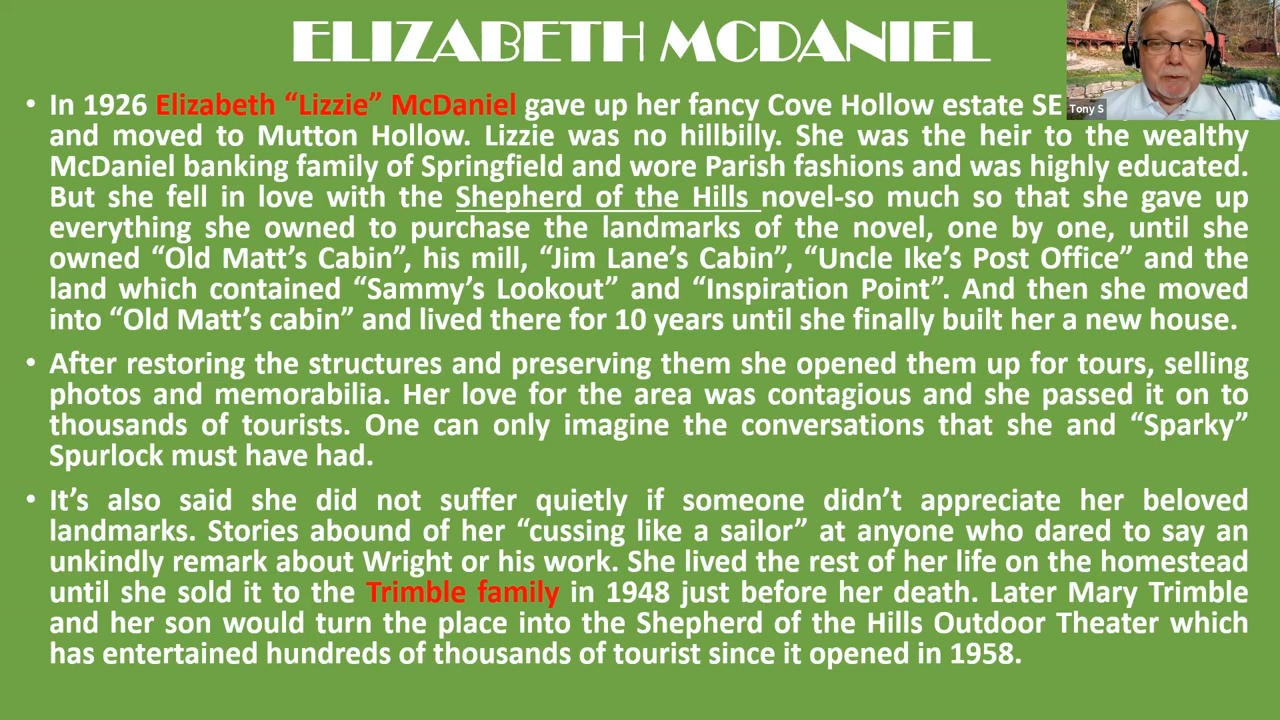 ELIZABETH MCDANIEL
• In 1926 Elizabeth “Lizzie” McDaniel gave up her fancy Cove Hollow estate SE
and moved to Mutton Hollow. Lizzie was no hillbilly. She was the heir to the wealthy
McDaniel banking family of Springfield and wore Parish fashions and was highly educated.
But she fell in love with the Shepherd of the Hills novel-so much so that she gave up
everything she owned to purchase the landmarks of the novel, one by one, until she
owned “Old Matt’s Cabin”, his mill, “Jim Lane’s Cabin”, “Uncle Ike’s Post Office” and the
land which contained “Sammy’s Lookout” and “Inspiration Point”. And then she moved
into “Old Matt’s cabin” and lived there for 10 years until she finally built her a new house.
• After restoring the structures and preserving them she opened them up for tours, selling
photos and memorabilia. Her love for the area was contagious and she passed it on to
thousands of tourists. One can only imagine the conversations that she and “Sparky”
Spurlock must have had.
• It’s also said she did not suffer quietly if someone didn’t appreciate her beloved
landmarks. Stories abound of her “cussing like a sailor” at anyone who dared to say an
unkindly remark about Wright or his work. She lived the rest of her life on the homestead
until she sold it to the Trimble family in 1948 just before her death. Later Mary Trimble
and her son would turn the place into the Shepherd of the Hills Outdoor Theater which
has entertained hundreds of thousands of tourist since it opened in 1958.
Tony S